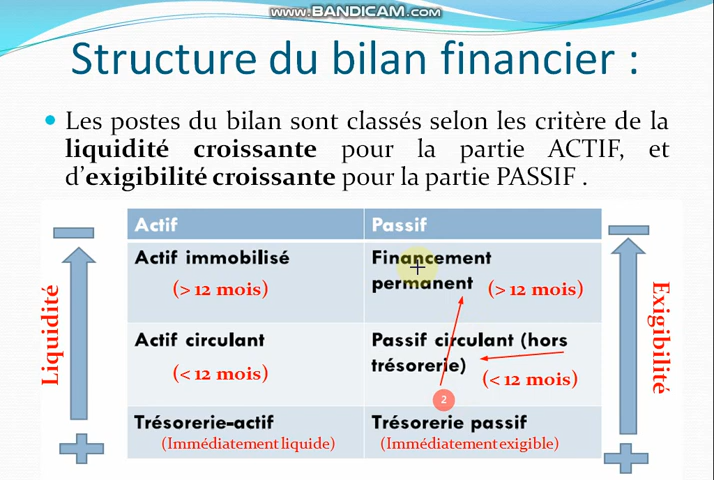 www.BANDICAM.com
Structure du bilan financier :
Les postes du bilan sont classés selon les critère de la
liquidité croissante pour la partie ACTIF, et
d'exigibilité croissante pour la partie PASSIF .
Actif
Passif
Actif immobilisé
(> 12 mois)
Financement
permanent
(> 12 mois)
Actif circulant
(< 12 mois)
Passif circulant (hors
trésorerie)
(< 12 mois)
2
Trésorerie-actif
(Immédiatement liquide)
Trésorerie passif
(Immédiatement exigible)
Liquidité
Exigibilité